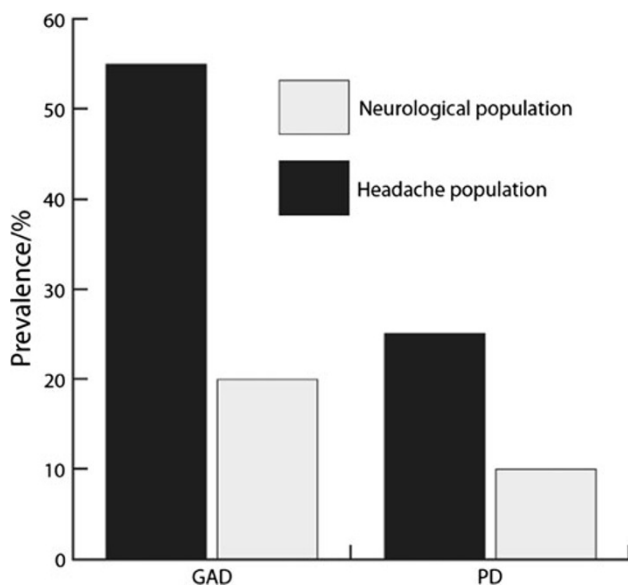 60
50
40
30
20
10
0
Prevalence/%
Neurological population
Headache population
GAD
PD